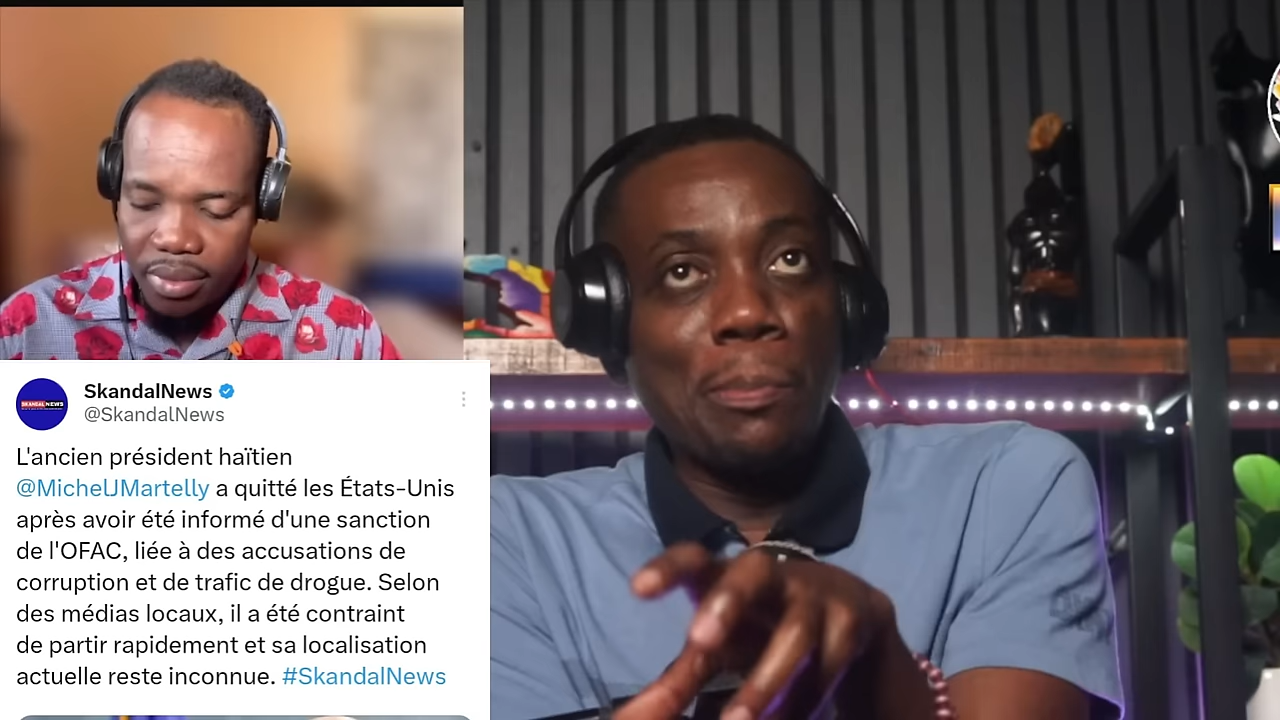 SkandalNews
@SkandalNews
SKANDAL NEWS
L'ancien président haïtien
@MichelJMartelly a quitté les États-Unis
après avoir été informé d'une sanction
de l'OFAC, liée à des accusations de
corruption et de trafic de drogue. Selon
des médias locaux, il a été contraint
de partir rapidement et sa localisation
actuelle reste inconnue. #SkandalNews